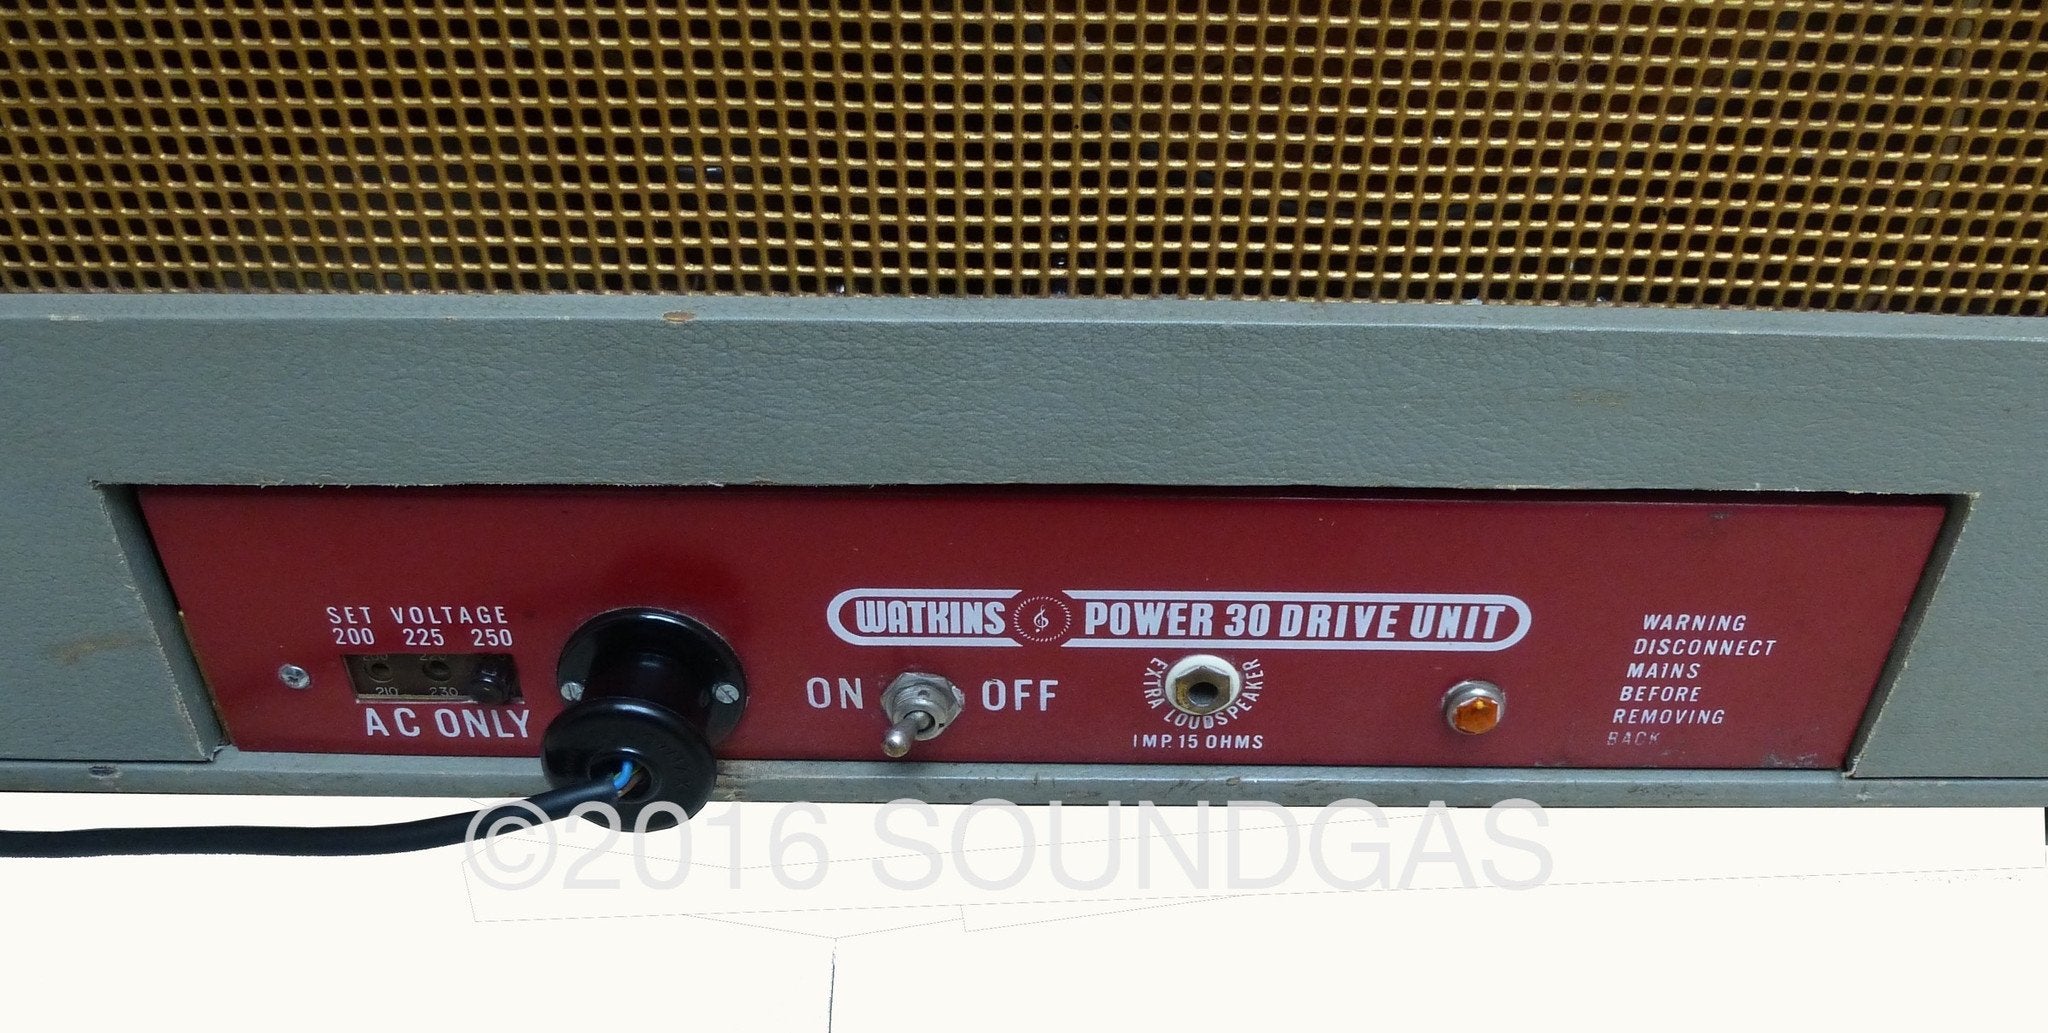 SET VOLTAGE
200 225 250
210 230
AC ONLY
ON OFF
WATKINS POWER 30 DRIVE UNIT
EXTRA LOUDSPEAKER
IMP. 15 OHMS
WARNING
DISCONNECT
MAINS
BEFORE
REMOVING
BACK
©2016 SOUNDGAS